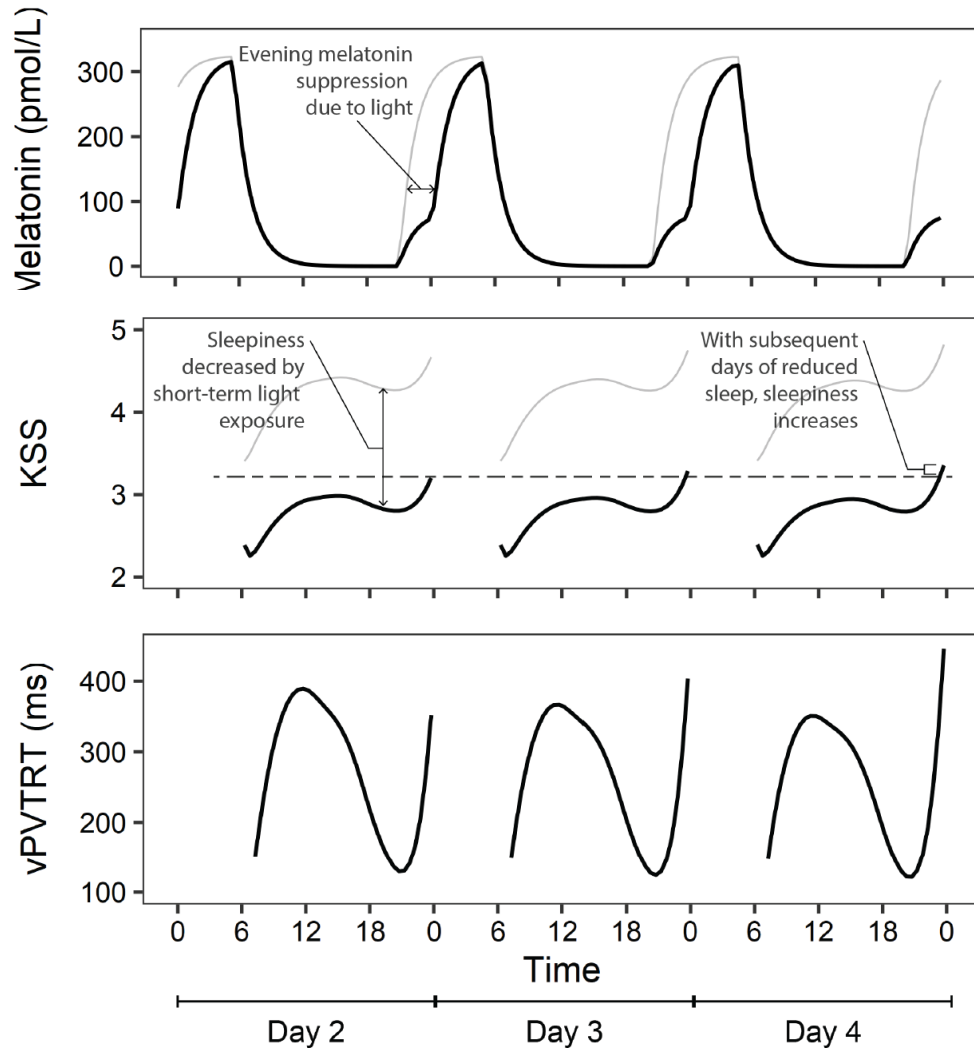 Melatonin (pmol/L)
300
200
100
0
Evening melatonin
suppression
due to light
KSS
5
4
3
2
Sleepiness
decreased by
short-term light
exposure
With subsequent
days of reduced
sleep, sleepiness
increases
vPVTRT (ms)
400
300
200
100
0 6 12 18 0 6 12 18 0 6 12 18 0
Time
Day 2 Day 3 Day 4